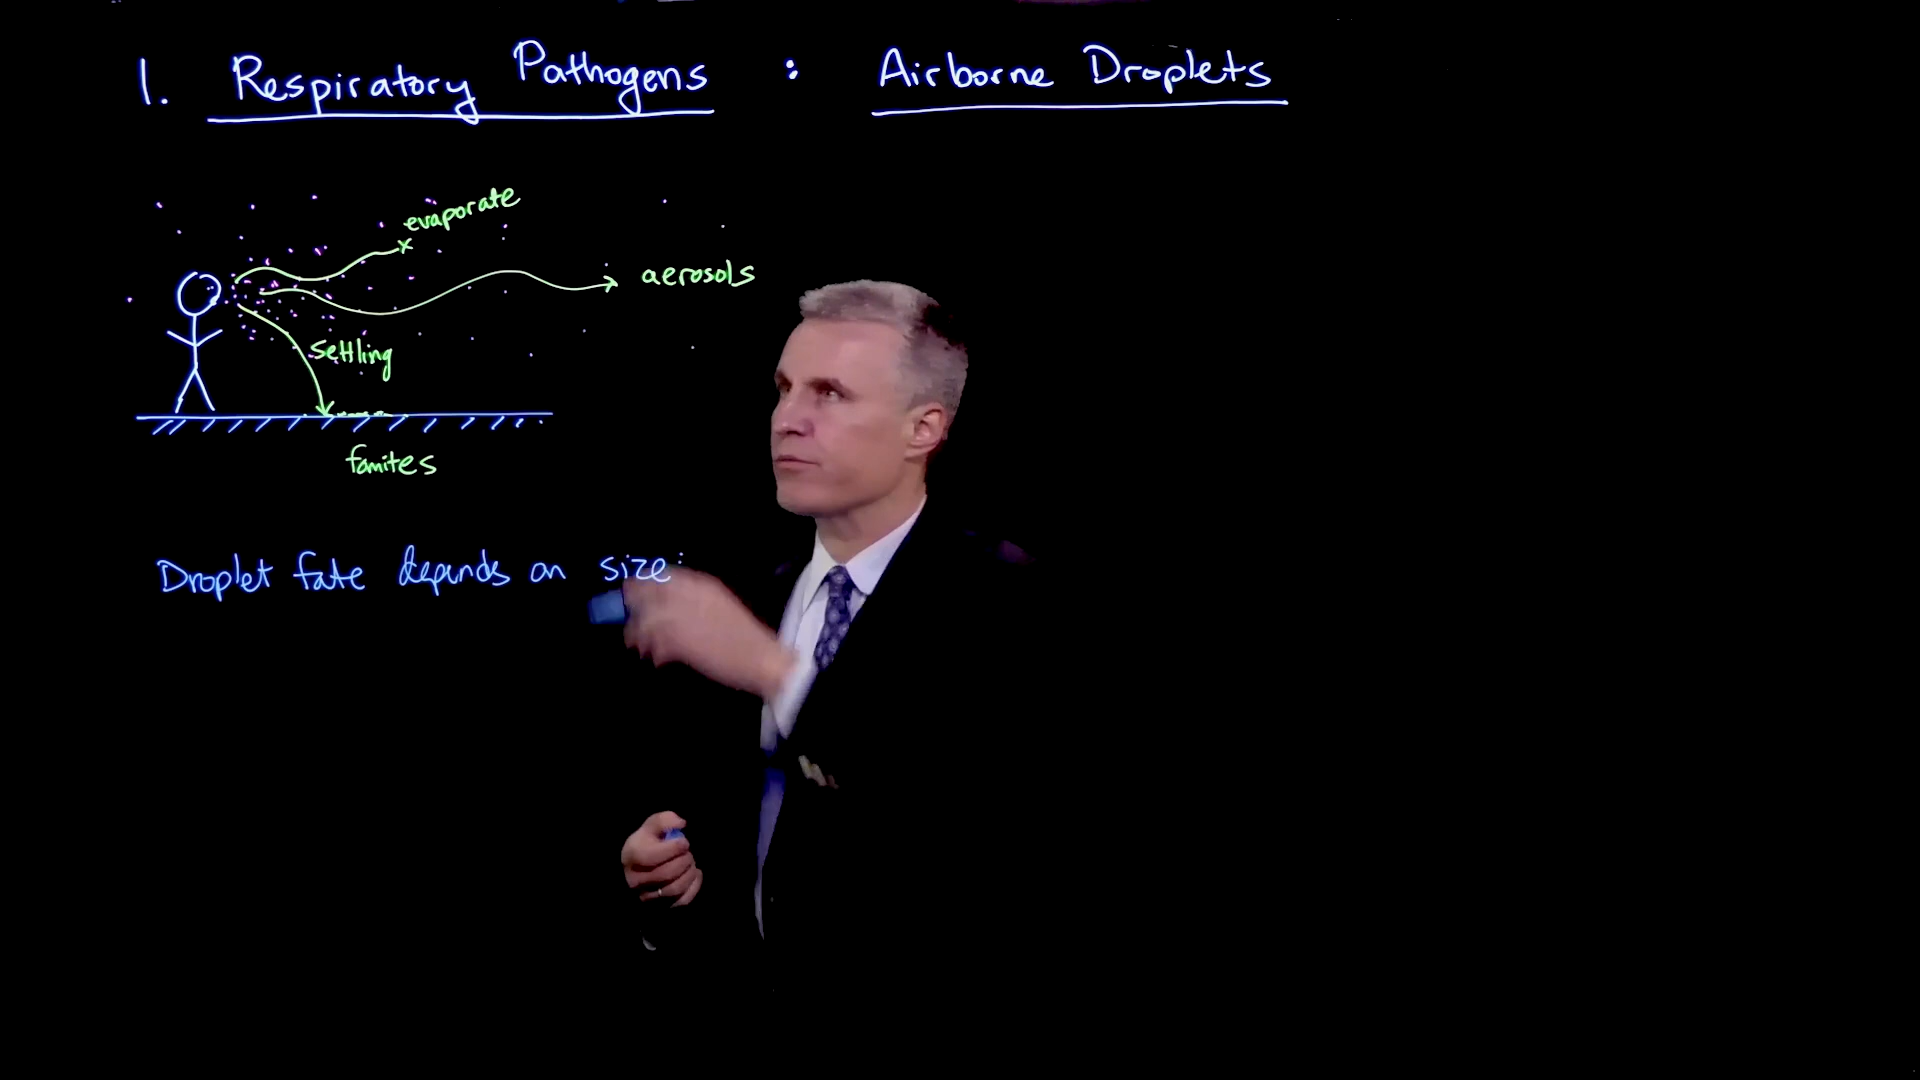 1. Respiratory Pathogens : Airborne Droplets
evaporate
aerosols
settling
fomites
Droplet fate depends on size: